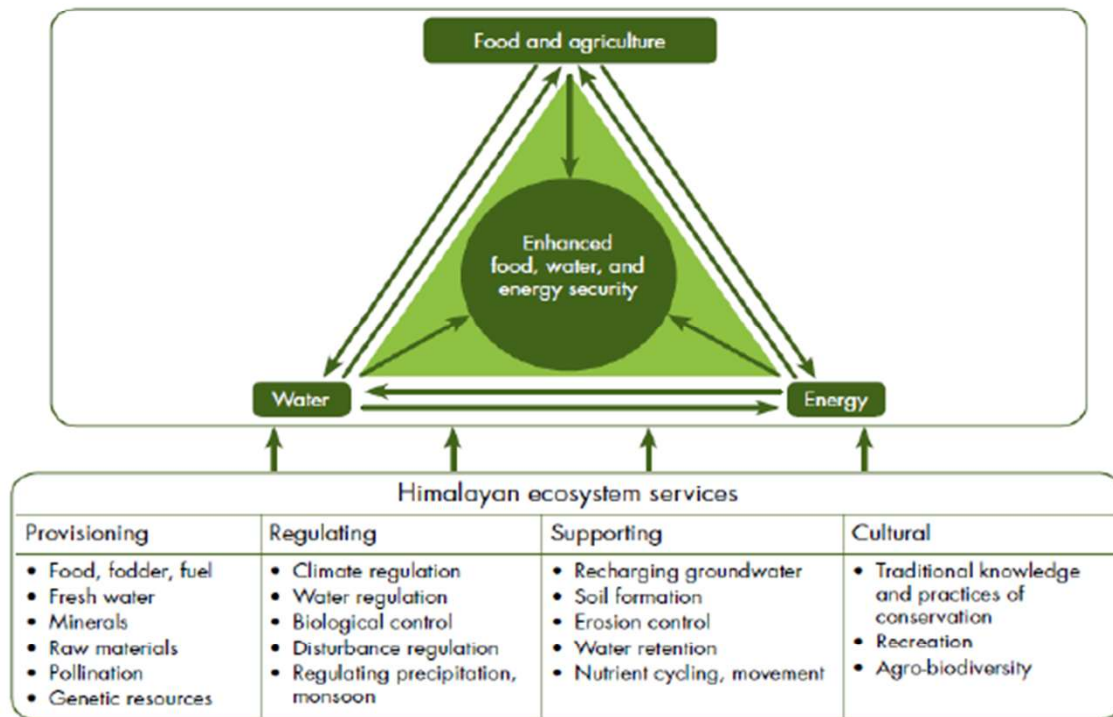 Food and agriculture
Enhanced
food, water, and
energy security
Water
Energy
Himalayan ecosystem services
Provisioning
• Food, fodder, fuel
• Fresh water
• Minerals
• Raw materials
• Pollination
• Genetic resources
Regulating
• Climate regulation
• Water regulation
• Biological control
• Disturbance regulation
• Regulating precipitation,
monsoon
Supporting
• Recharging groundwater
• Soil formation
• Erosion control
• Water retention
• Nutrient cycling, movement
Cultural
• Traditional knowledge
and practices of
conservation
• Recreation
• Agro-biodiversity